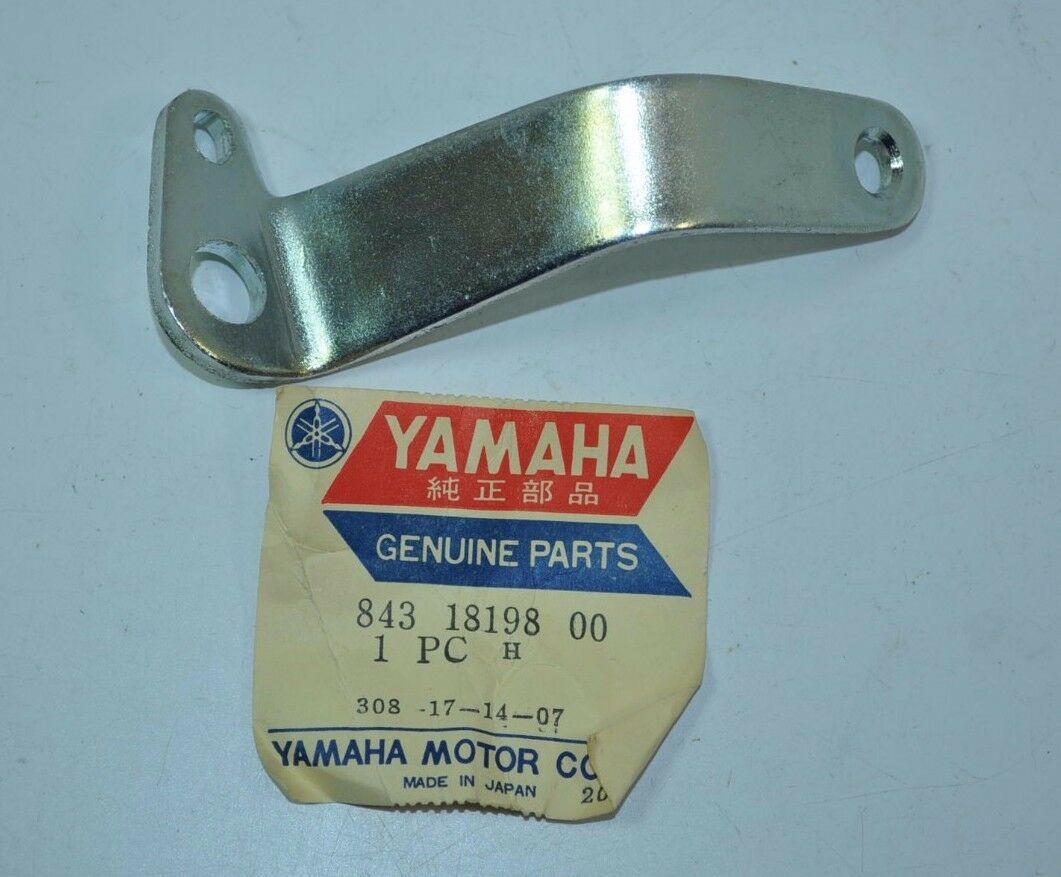 YAMAHA
純正部品
GENUINE PARTS
843 18198 00
1 PC H
308 -17-14-07
YAMAHA MOTOR CO
MADE IN JAPAN 20